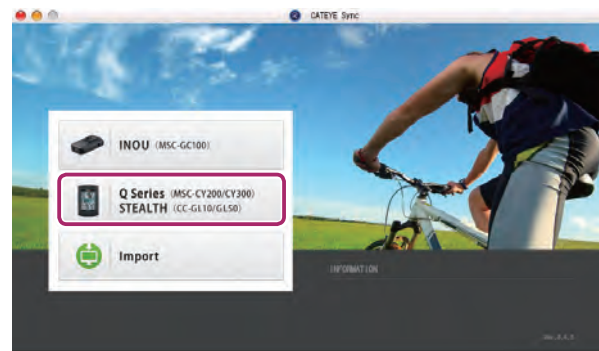 CATEYE Sync
INOU (MSC-GC100)
Q Series (MSC-CY200/CY300)
STEALTH (CC-GL10/GL50)
Import
INFORMATION